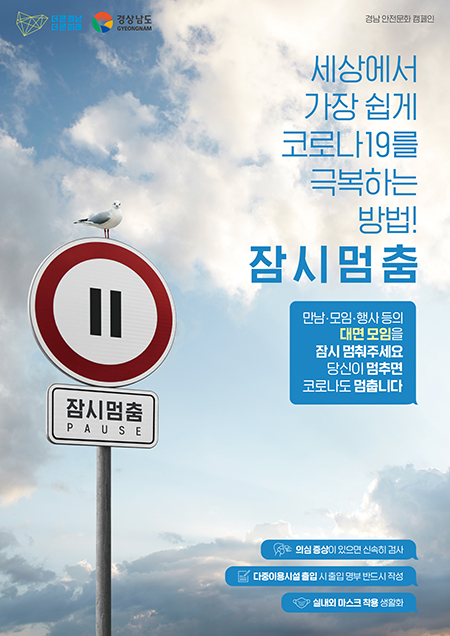 경상남도
GYEONGNAM
경남 안전문화 캠페인
세상에서
가장 쉽게
코로나19를
극복하는
방법!
잠시멈춤
만남·모임·행사 등의
대면 모임을
잠시 멈춰주세요
당신이 멈추면
코로나도 멈춥니다
잠시멈춤
PAUSE
의심 증상이 있으면 신속히 검사
다중이용시설 출입 시 출입 명부 반드시 작성
실내외 마스크 착용 생활화